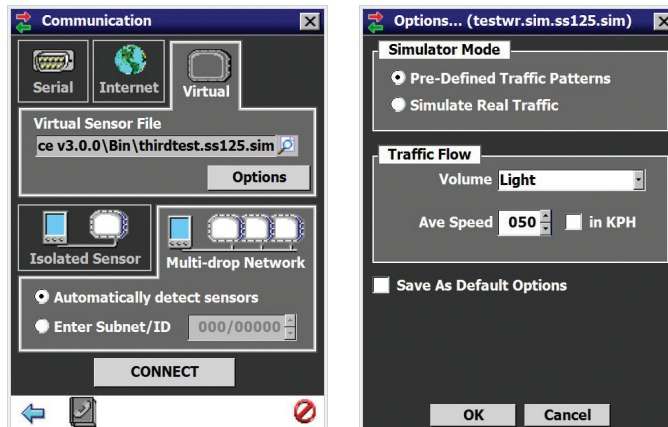 Communication
Serial
Internet
Virtual
Virtual Sensor File
ce v3.0.0\Bin\thirdtest.ss125.sim
Options
Isolated Sensor
Multi-drop Network
Automatically detect sensors
Enter Subnet/ID 000/00000
CONNECT
Options... (testwr.sim.ss125.sim)
Simulator Mode
Pre-Defined Traffic Patterns
Simulate Real Traffic
Traffic Flow
Volume Light
Ave Speed 050 in KPH
Save As Default Options
OK Cancel